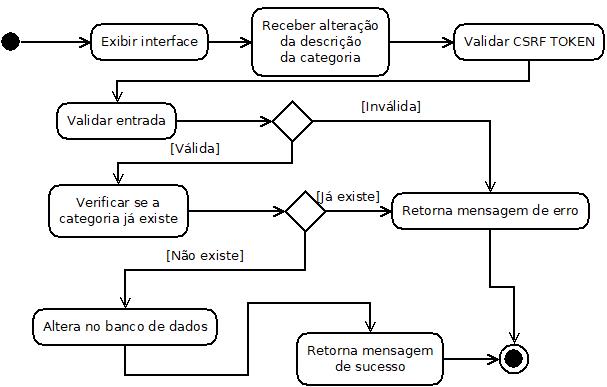 Exibir interface
Receber alteração
da descrição
da categoria
Validar CSRF TOKEN
Validar entrada
[Inválida]
[Válida]
Verificar se a
categoria já existe
[Já existe]
Retorna mensagem de erro
[Não existe]
Altera no banco de dados
Retorna mensagem
de sucesso